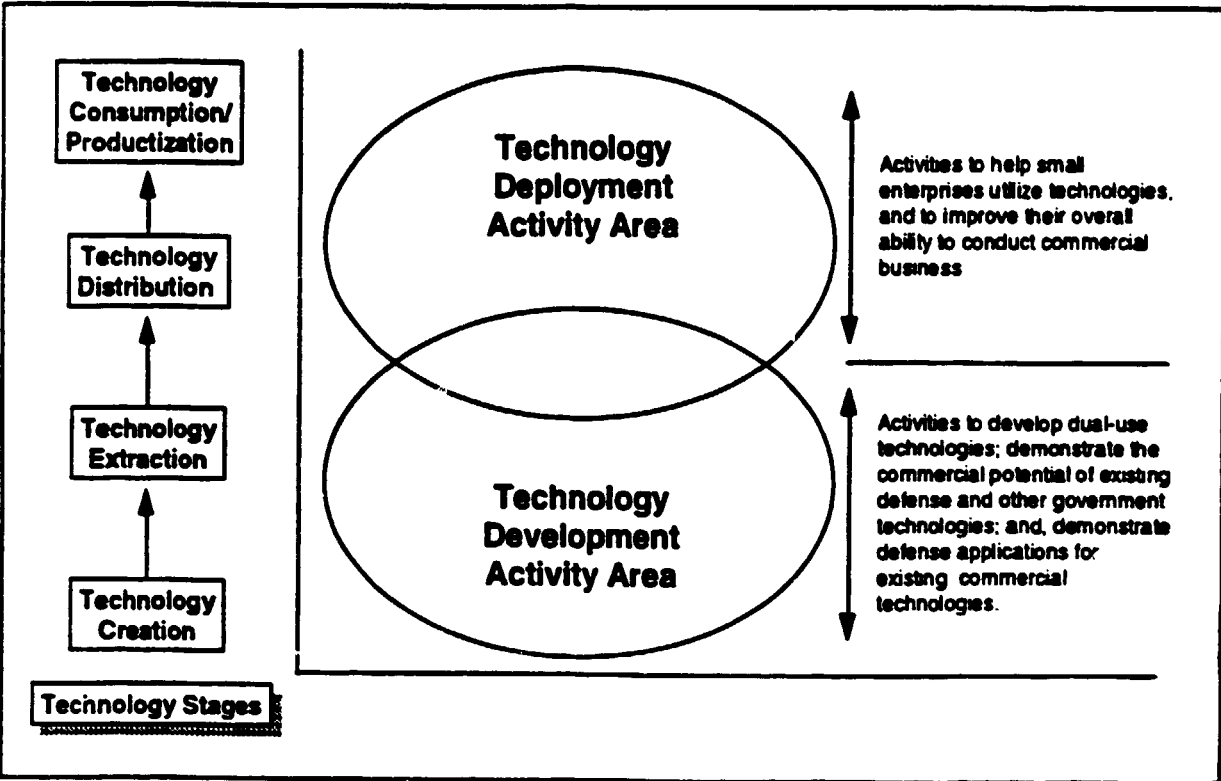 Technology
Consumption/
Productization
Technology
Distribution
Technology
Extraction
Technology
Creation
Technology Stages
Technology
Deployment
Activity Area
Technology
Development
Activity Area
Activities to help small
enterprises utilize technologies,
and to improve their overall
ability to conduct commercial
business
Activities to develop dual-use
technologies; demonstrate the
commercial potential of existing
defense and other government
technologies; and, demonstrate
defense applications for
existing commercial
technologies.